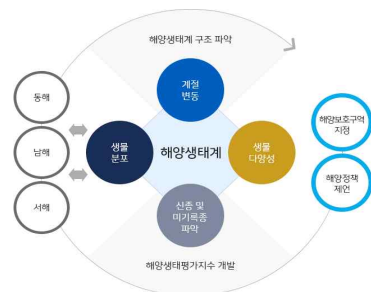 해양생태계 구조 파악
계절
변동
동해
남해
서해
생물
분포
해양생태계
생물
다양성
해양보호구역
지정
해양정책
제언
신종 및
미기록종
파악
해양생태평가지수 개발